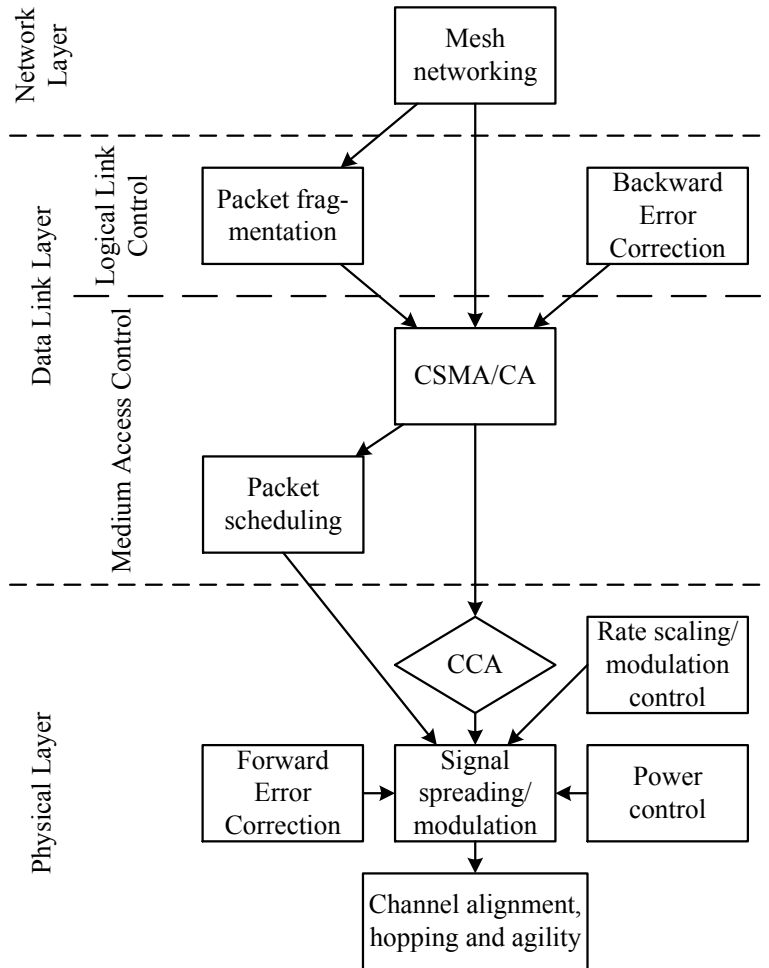 Network
Layer
Mesh
networking
Data Link Layer
Logical Link
Control
Packet frag-
mentation
Backward
Error
Correction
Medium Access Control
CSMA/CA
Packet
scheduling
Physical Layer
CCA
Rate scaling/
modulation
control
Forward
Error
Correction
Signal
spreading/
modulation
Power
control
Channel alignment,
hopping and agility